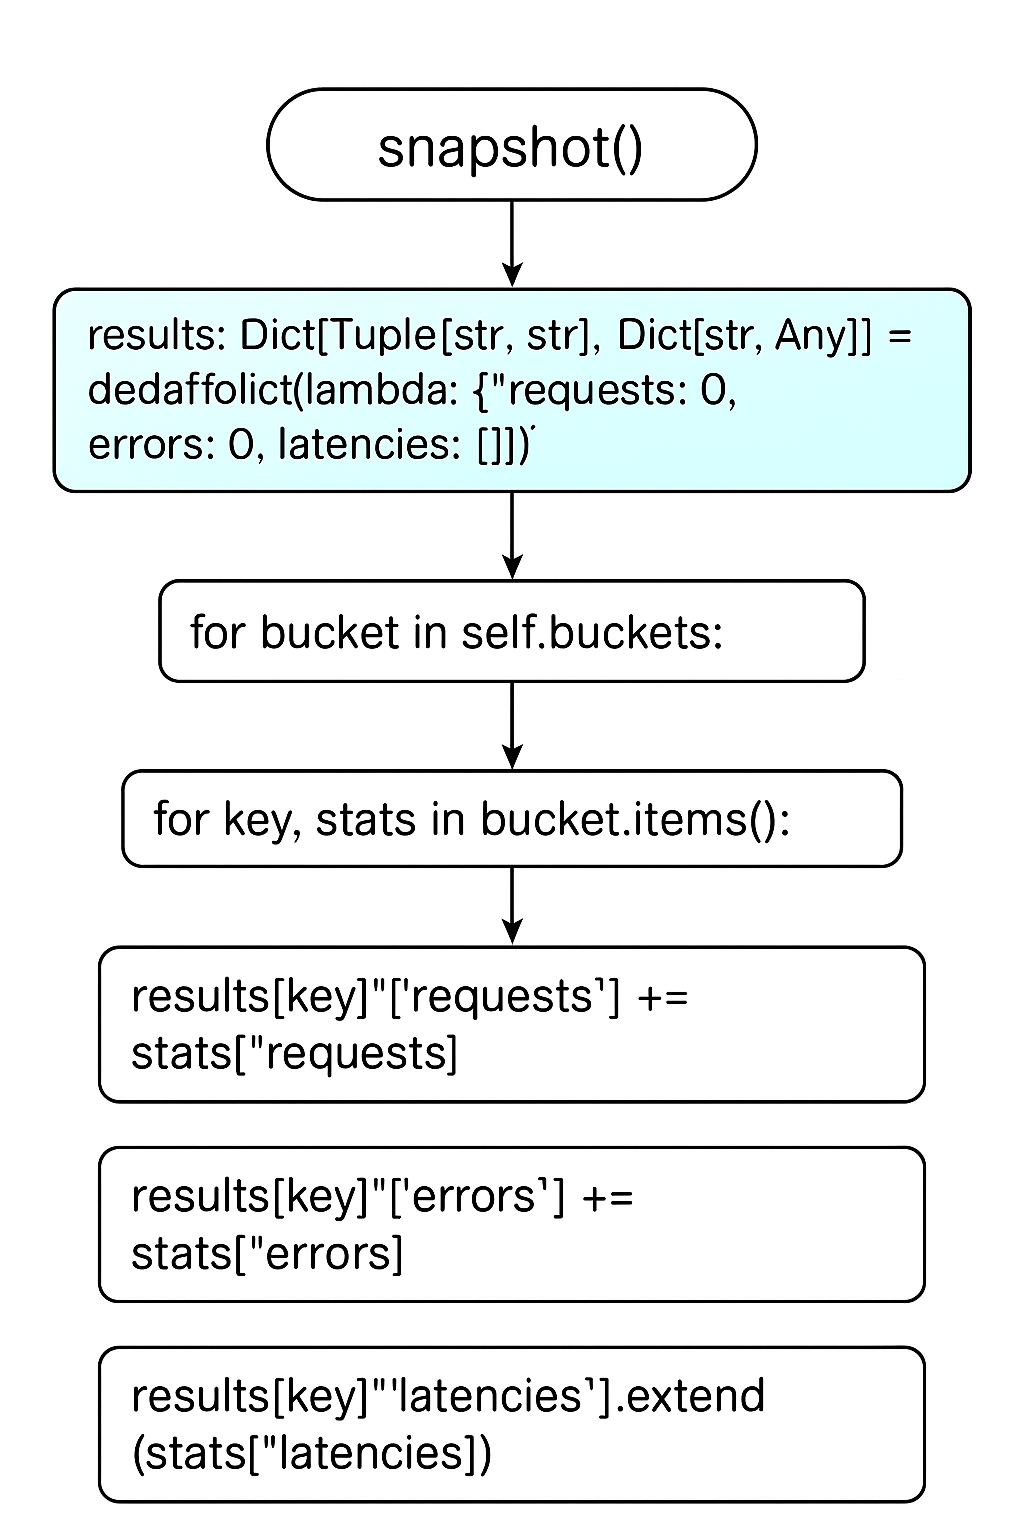 snapshot()
results: Dict[Tuple[str, str], Dict[str, Any]] =
dedaffolict(lambda: {"requests: 0,
errors: 0, latencies: []])'
for bucket in self.buckets:
for key, stats in bucket.items():
results[key]"['requests'] +=
stats["requests]
results[key]"['errors'] +=
stats["errors]
results[key]"'latencies'].extend
(stats["latencies])